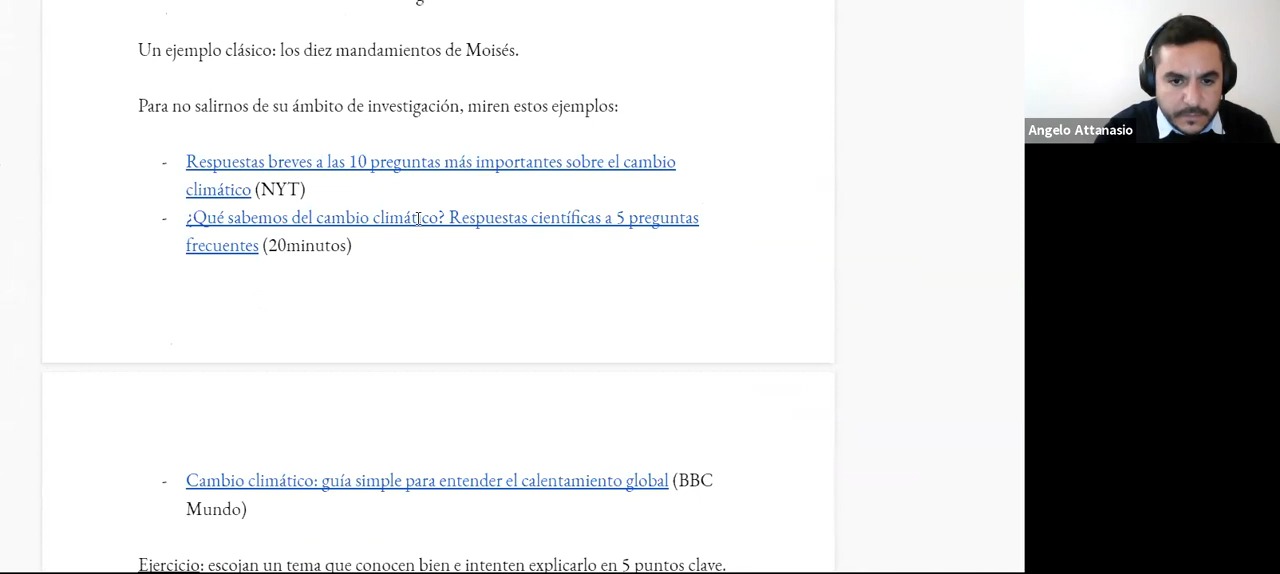 Un ejemplo clásico: los diez mandamientos de Moisés.
Para no salirnos de su ámbito de investigación, miren estos ejemplos:
- Respuestas breves a las 10 preguntas más importantes sobre el cambio
climático (NYT)
- ¿Qué sabemos del cambio climático? Respuestas científicas a 5 preguntas
frecuentes (20minutos)
- Cambio climático: guía simple para entender el calentamiento global (BBC
Mundo)
Ejercicio: escojan un tema que conocen bien e intenten explicarlo en 5 puntos clave.
Angelo Attanasio